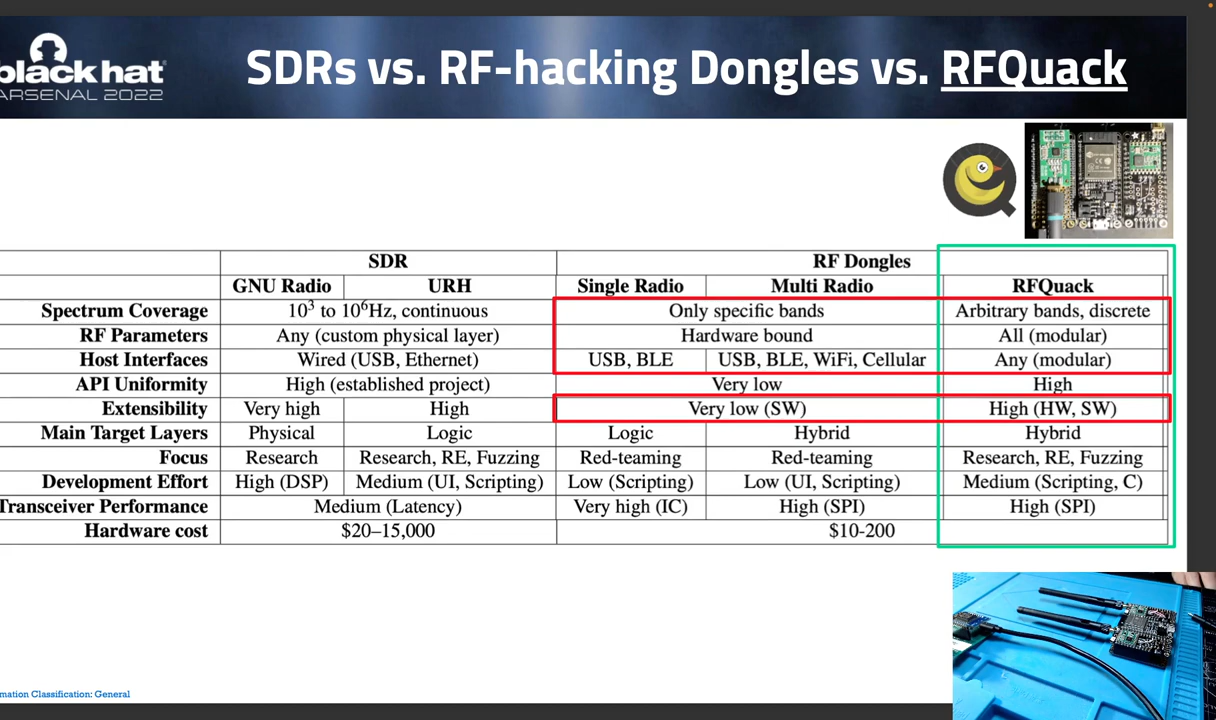 black hat
ARSENAL 2022
SDRs vs. RF-hacking Dongles vs. RFQuack
SDR RF Dongles
GNU Radio URH Single Radio Multi Radio RFQuack
Spectrum Coverage 10³ to 10⁶Hz, continuous Only specific bands Arbitrary bands, discrete
RF Parameters Any (custom physical layer) Hardware bound All (modular)
Host Interfaces Wired (USB, Ethernet) USB, BLE USB, BLE, WiFi, Cellular Any (modular)
API Uniformity High (established project) Very low High
Extensibility Very high High Very low (SW) High (HW, SW)
Main Target Layers Physical Logic Logic Hybrid Hybrid
Focus Research Research, RE, Fuzzing Red-teaming Red-teaming Research, RE, Fuzzing
Development Effort High (DSP) Medium (UI, Scripting) Low (Scripting) Low (UI, Scripting) Medium (Scripting, C)
Transceiver Performance Medium (Latency) Very high (IC) High (SPI) High (SPI)
Hardware cost $20–15,000 $10-200
mation Classification: General